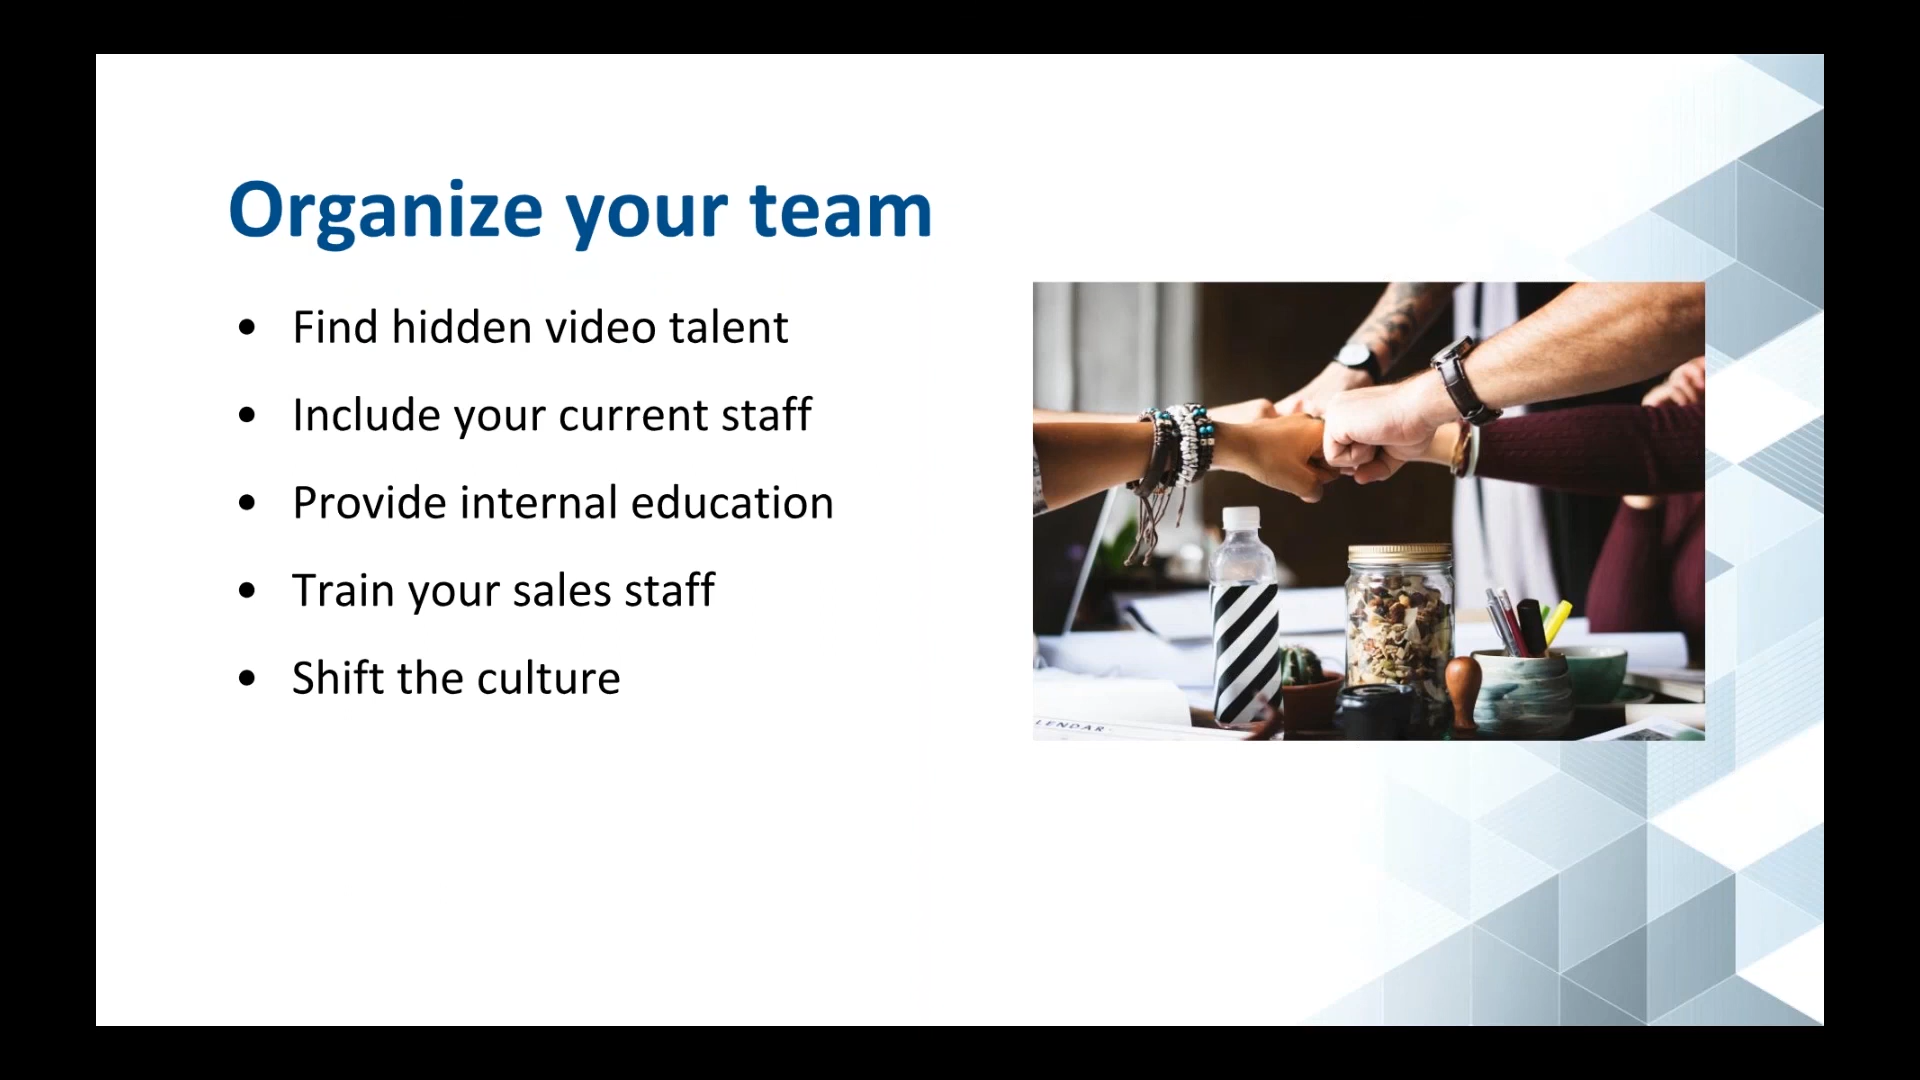 Organize your team
• Find hidden video talent
• Include your current staff
• Provide internal education
• Train your sales staff
• Shift the culture
LENDAR